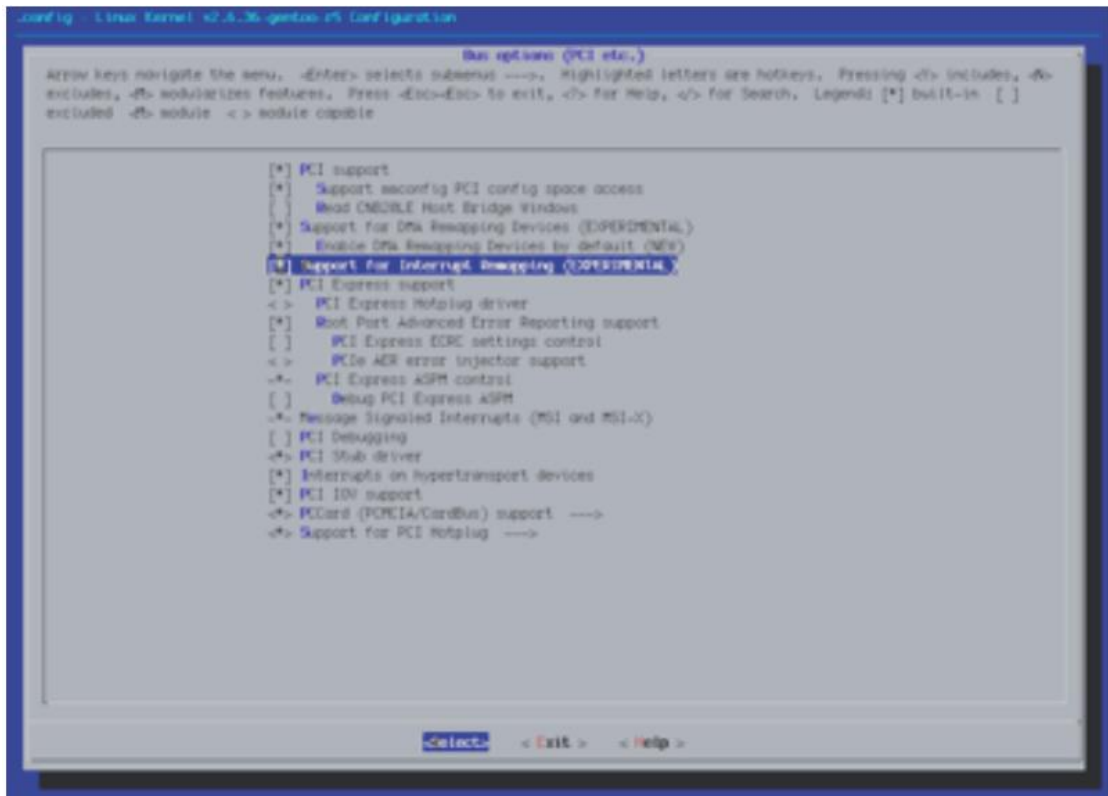 .config - Linux Kernel v2.6.36-gentoo-r5 Configuration
Bus options (PCI etc.)
Arrow keys navigate the menu. <Enter> selects submenus --->. Highlighted letters are hotkeys. Pressing <Y> includes, <N>
excludes, <M> modularizes features. Press <Esc><Esc> to exit, <?> for Help, </> for Search. Legend: [*] built-in [ ]
excluded <M> module < > module capable
[*] PCI support
[*] Support mmconfig PCI config space access
[ ] Read CNB20LE Host Bridge Windows
[*] Support for DMA Remapping Devices (EXPERIMENTAL)
[*] Enable DMA Remapping Devices by default (NEW)
[*] Support for Interrupt Remapping (EXPERIMENTAL)
[*] PCI Express support
< > PCI Express Hotplug driver
[*] Root Port Advanced Error Reporting support
[ ] PCI Express ECRC settings control
< > PCIe AER error injector support
-*- PCI Express ASPM control
[ ] Debug PCI Express ASPM
-*- Message Signaled Interrupts (MSI and MSI-X)
[ ] PCI Debugging
<*> PCI Stub driver
[*] Interrupts on hypertransport devices
[*] PCI IOV support
<*> PCCard (PCMCIA/CardBus) support --->
<*> Support for PCI Hotplug --->
<Select> < Exit > < Help >